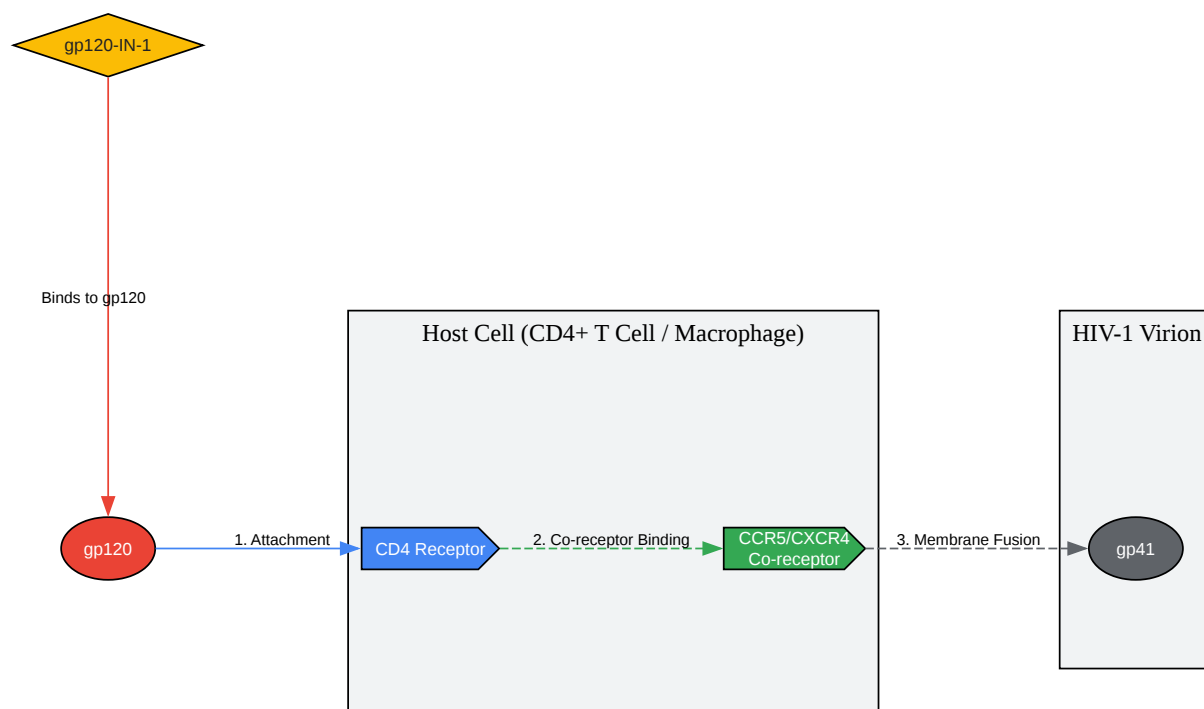 gp120-IN-1
Binds to gp120
Host Cell (CD4+ T Cell / Macrophage)
HIV-1 Virion
gp120
1. Attachment
CD4 Receptor
2. Co-receptor Binding
CCR5/CXCR4
Co-receptor
3. Membrane Fusion
gp41